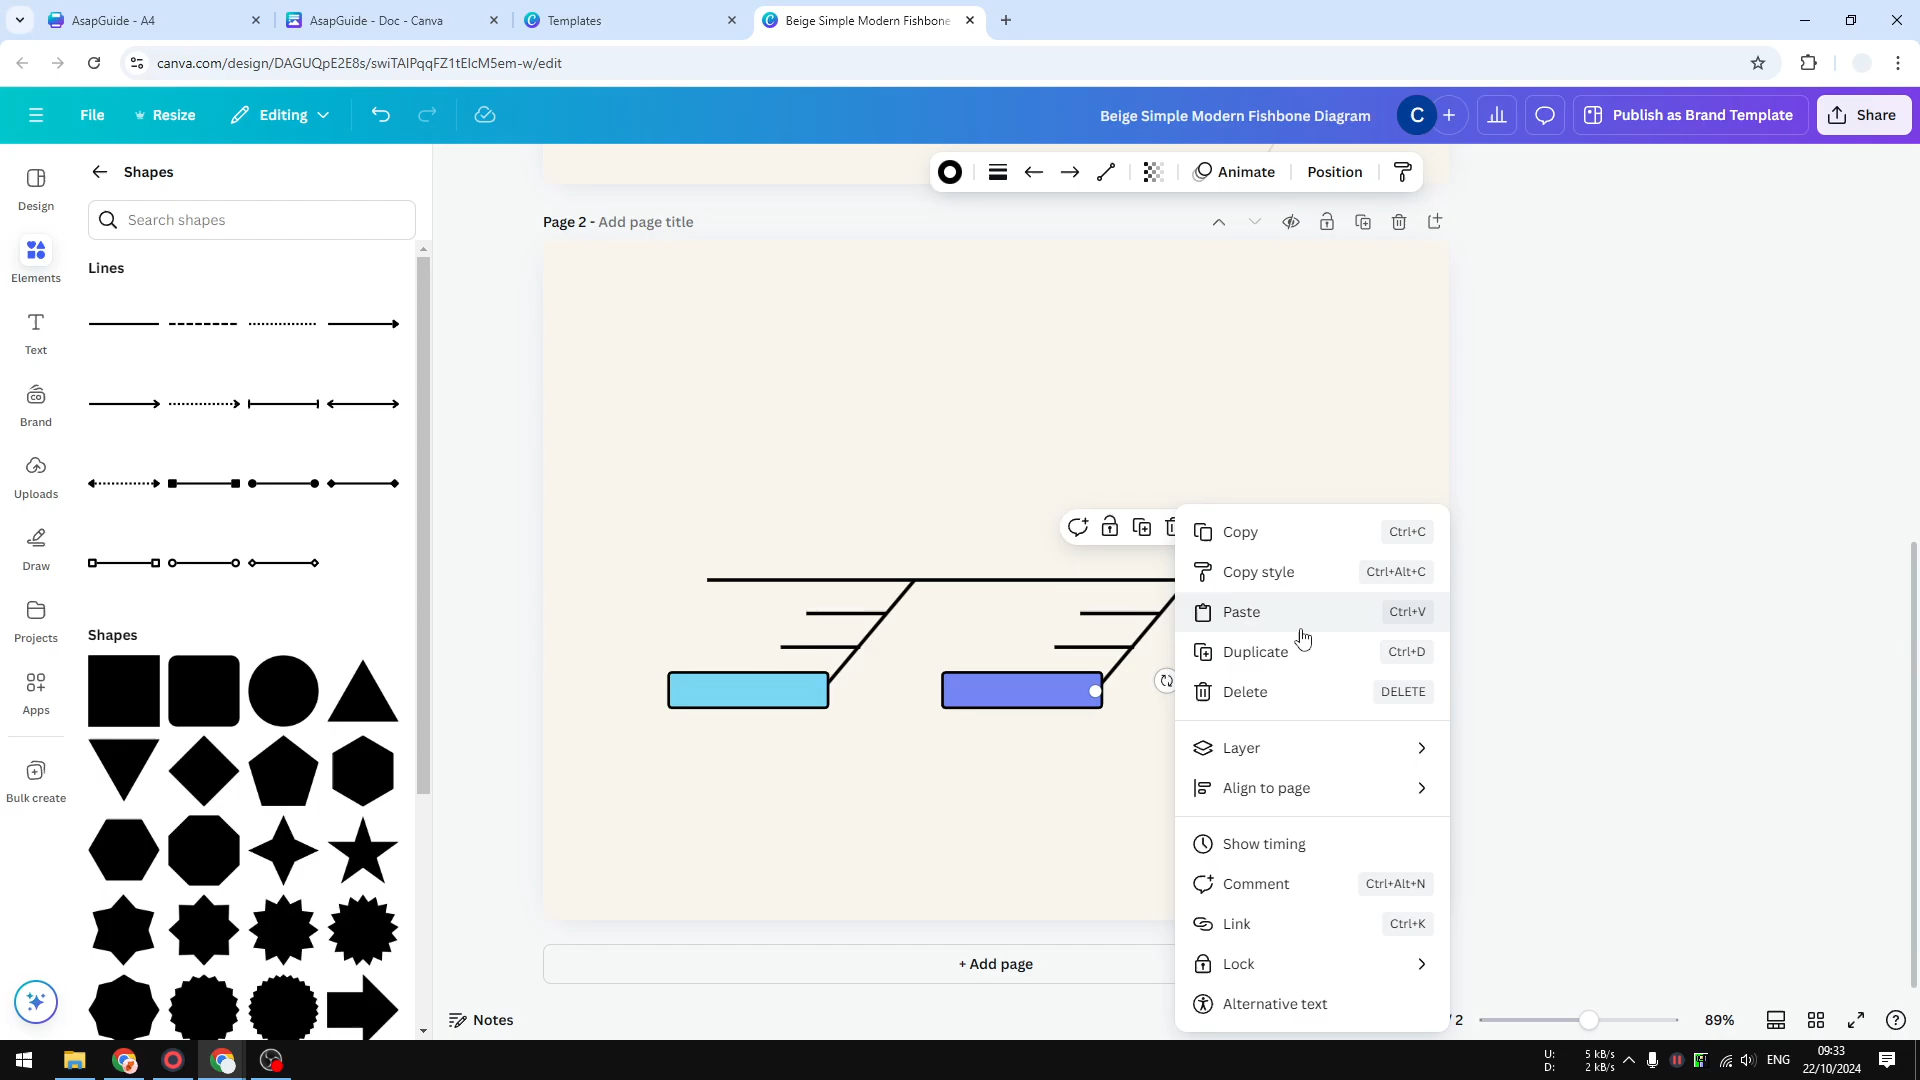 AsapGuide - A4
AsapGuide - Doc - Canva
Templates
Beige Simple Modern Fishbone
canva.com/design/DAGUQpE2E8s/swiTAIPqqFZ1tEIcM5em-w/edit
File
Resize
Editing
Beige Simple Modern Fishbone Diagram
C
Publish as Brand Template
Share
Design
Elements
Text
Brand
Uploads
Draw
Projects
Apps
Bulk create
Shapes
Search shapes
Lines
Shapes
Animate
Position
Page 2 - Add page title
Copy Ctrl+C
Copy style Ctrl+Alt+C
Paste Ctrl+V
Duplicate Ctrl+D
Delete DELETE
Layer
Align to page
Show timing
Comment Ctrl+Alt+N
Link Ctrl+K
Lock
Alternative text
+ Add page
Notes
/ 2
89%
U: 5 kB/s
D: 2 kB/s
ENG
09:33
22/10/2024